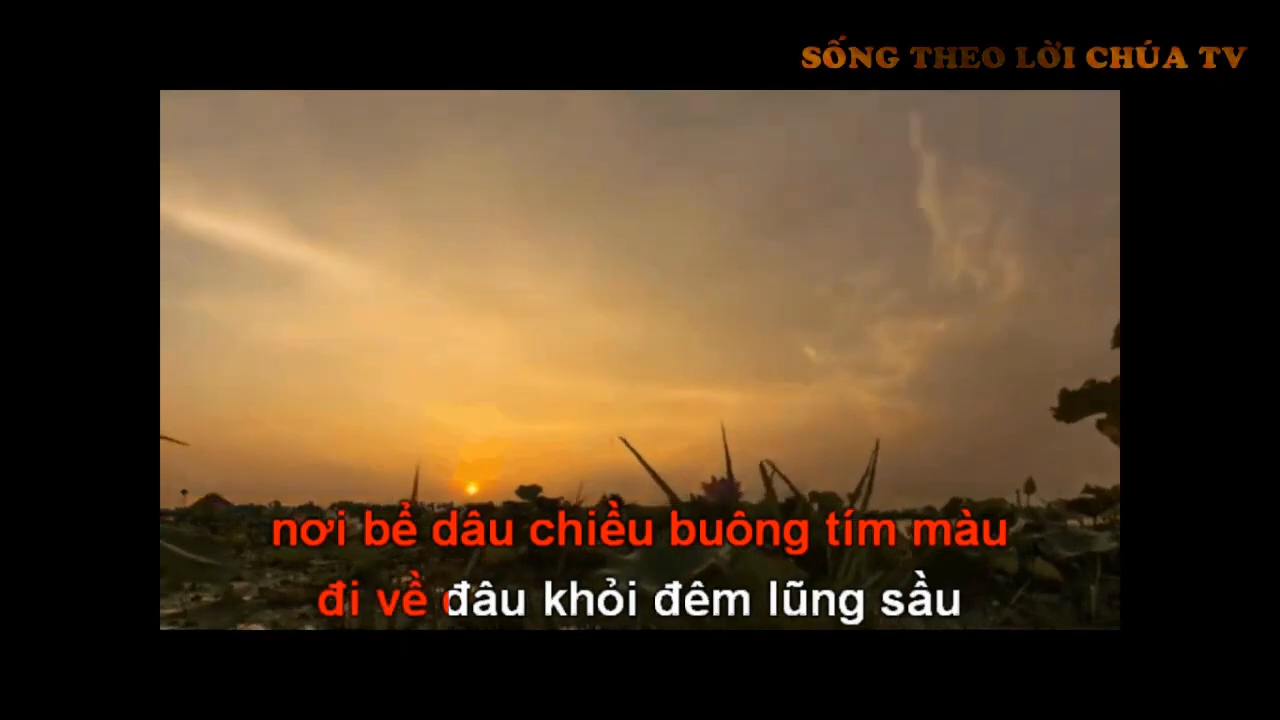 SỐNG THEO LỜI CHÚA TV
nơi bể dâu chiều buông tím màu
đi về đâu khỏi đêm lũng sầu